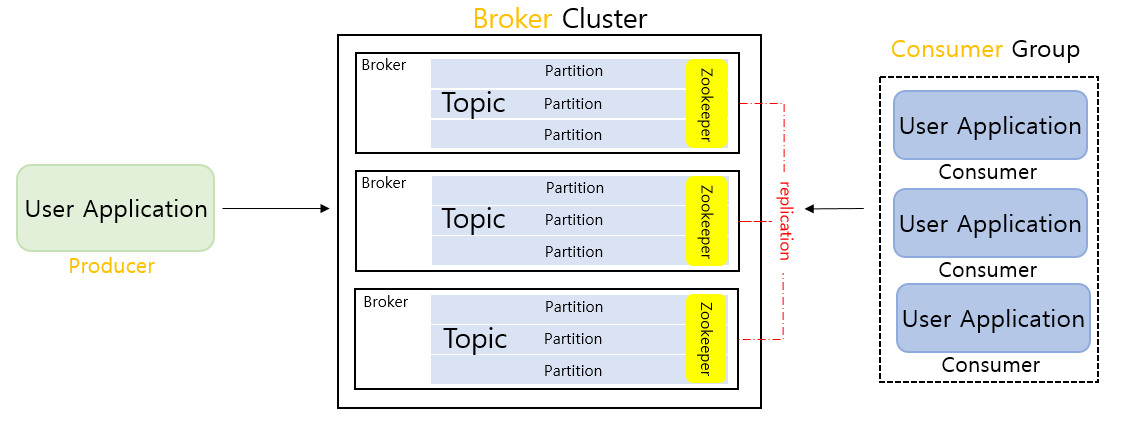 Broker Cluster
Consumer Group
User Application
Producer
Broker
Topic
Partition
Partition
Partition
Zookeeper
Broker
Topic
Partition
Partition
Partition
Zookeeper
Broker
Topic
Partition
Partition
Partition
Zookeeper
replication
User Application
Consumer
User Application
Consumer
User Application
Consumer